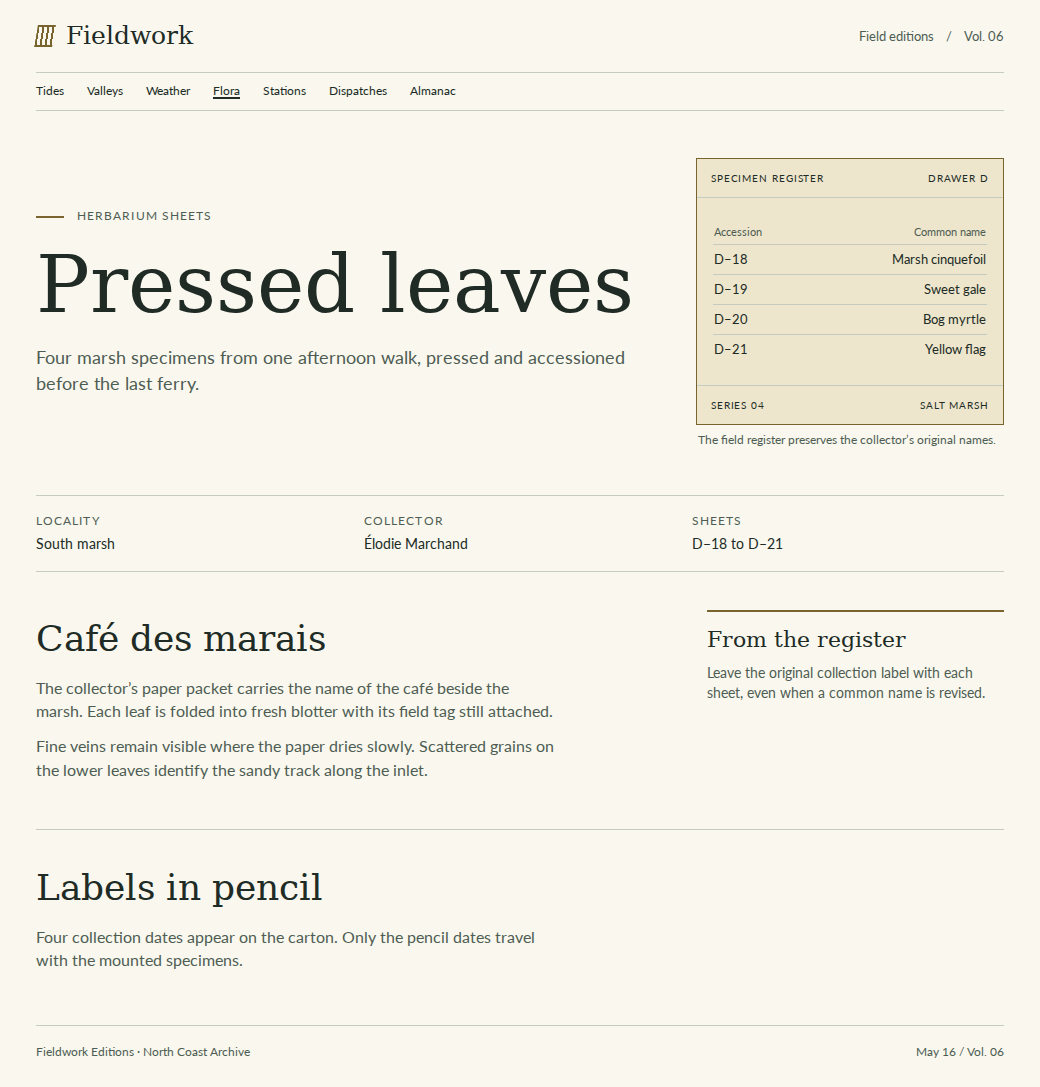 Fieldwork
Field editions / Vol. 06
Tides Valleys Weather Flora Stations Dispatches Almanac
HERBARIUM SHEETS
Pressed leaves
Four marsh specimens from one afternoon walk, pressed and accessioned
before the last ferry.
SPECIMEN REGISTER DRAWER D
Accession Common name
D–18 Marsh cinquefoil
D–19 Sweet gale
D–20 Bog myrtle
D–21 Yellow flag
SERIES 04 SALT MARSH
The field register preserves the collector’s original names.
LOCALITY
South marsh
COLLECTOR
Élodie Marchand
SHEETS
D–18 to D–21
Café des marais
The collector’s paper packet carries the name of the café beside the
marsh. Each leaf is folded into fresh blotter with its field tag still attached.
Fine veins remain visible where the paper dries slowly. Scattered grains on
the lower leaves identify the sandy track along the inlet.
From the register
Leave the original collection label with each
sheet, even when a common name is revised.
Labels in pencil
Four collection dates appear on the carton. Only the pencil dates travel
with the mounted specimens.
Fieldwork Editions · North Coast Archive
May 16 / Vol. 06